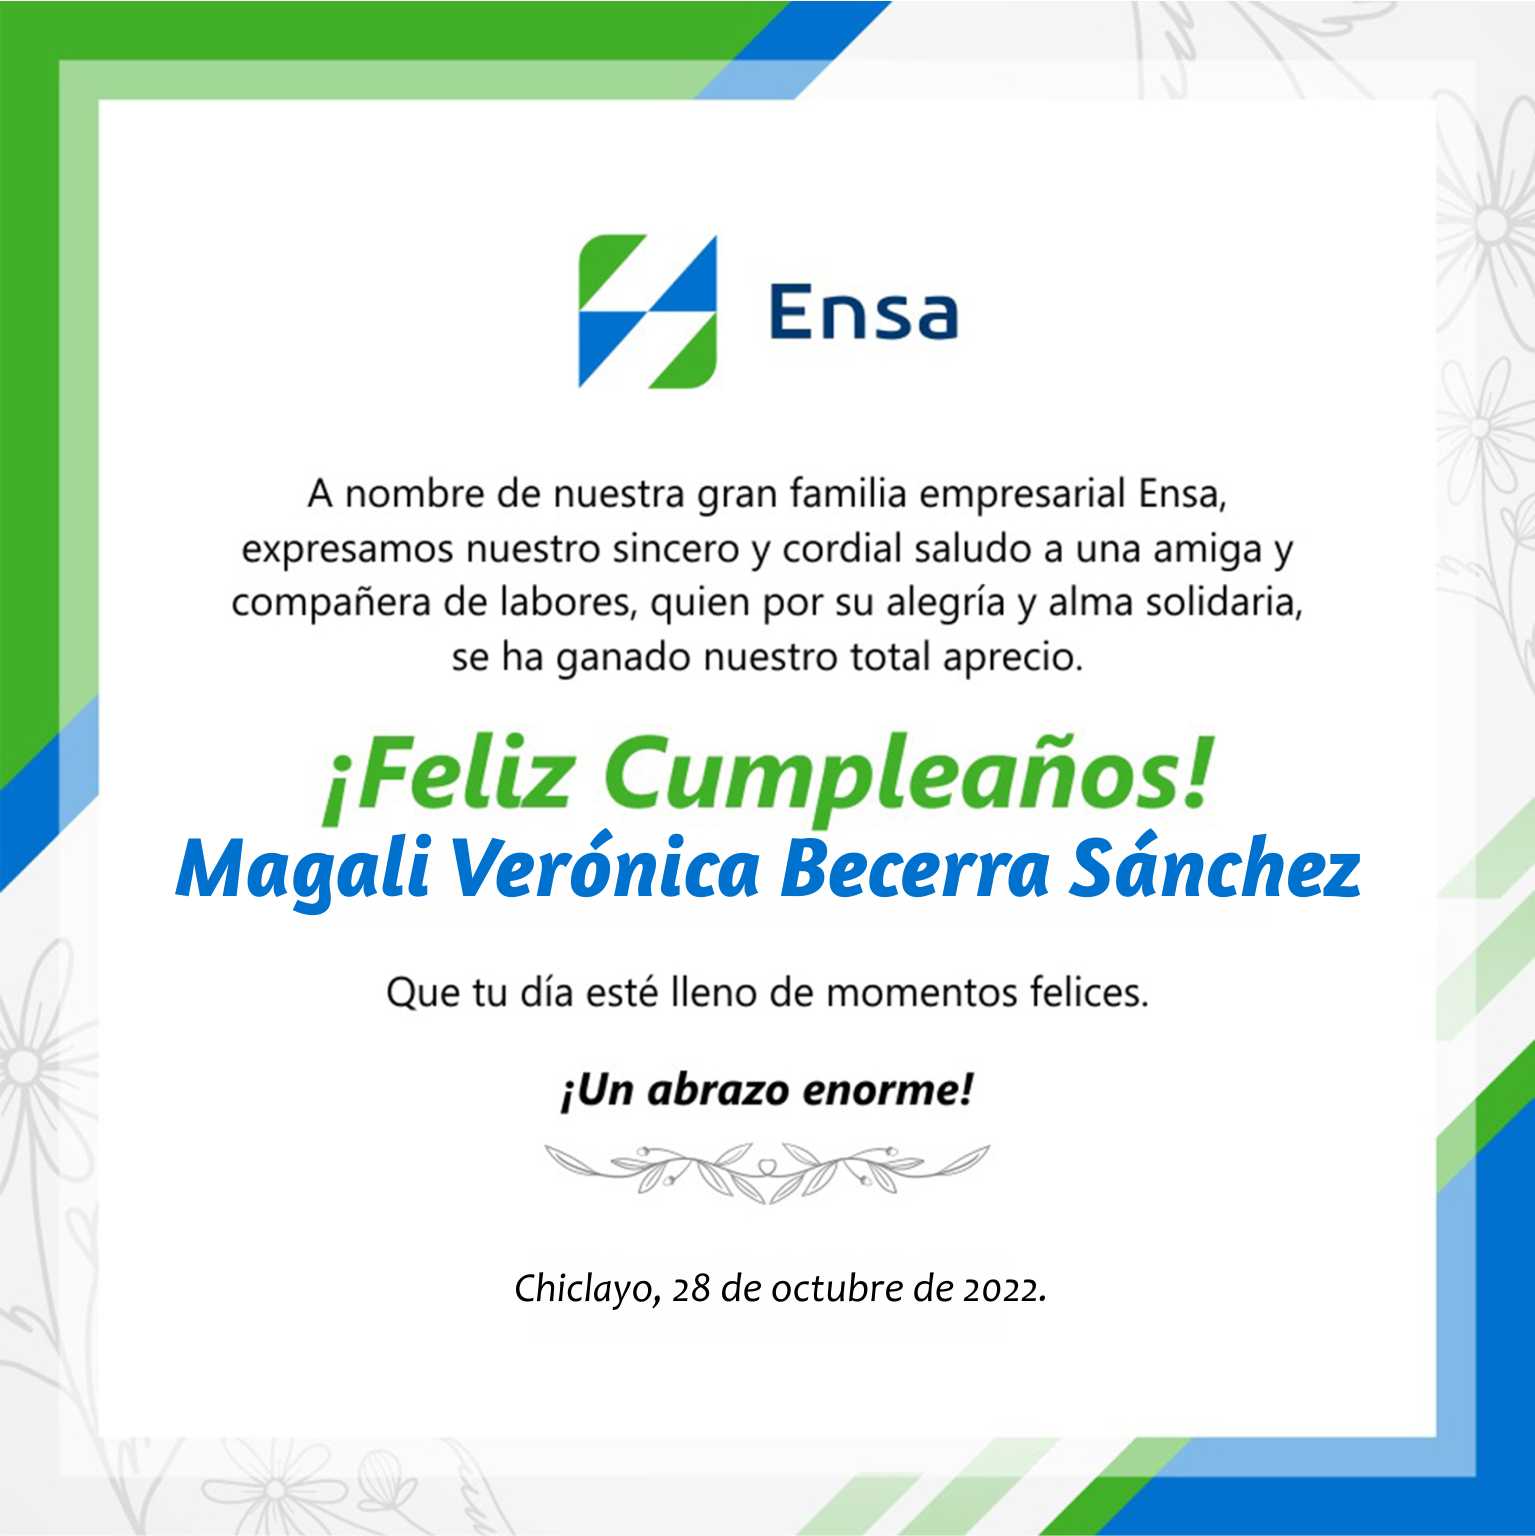 Ensa
A nombre de nuestra gran familia empresarial Ensa,
expresamos nuestro sincero y cordial saludo a una amiga y
compañera de labores, quien por su alegría y alma solidaria,
se ha ganado nuestro total aprecio.
¡Feliz Cumpleaños!
Magali Verónica Becerra Sánchez
Que tu día esté lleno de momentos felices.
¡Un abrazo enorme!
Chiclayo, 28 de octubre de 2022.